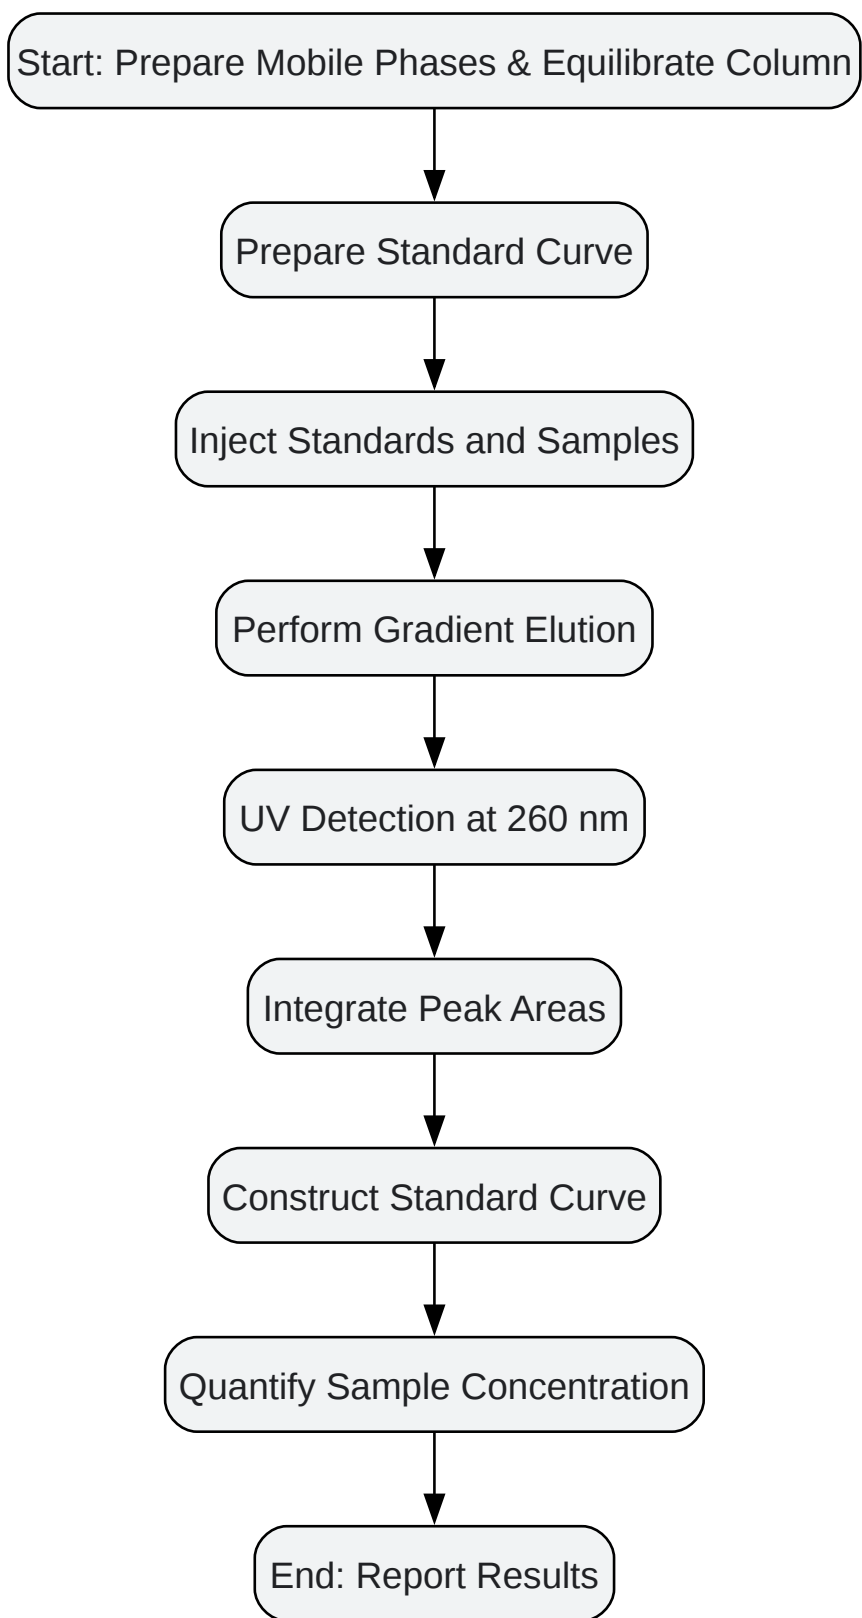 Start: Prepare Mobile Phases & Equilibrate Column
Prepare Standard Curve
Inject Standards and Samples
Perform Gradient Elution
UV Detection at 260 nm
Integrate Peak Areas
Construct Standard Curve
Quantify Sample Concentration
End: Report Results